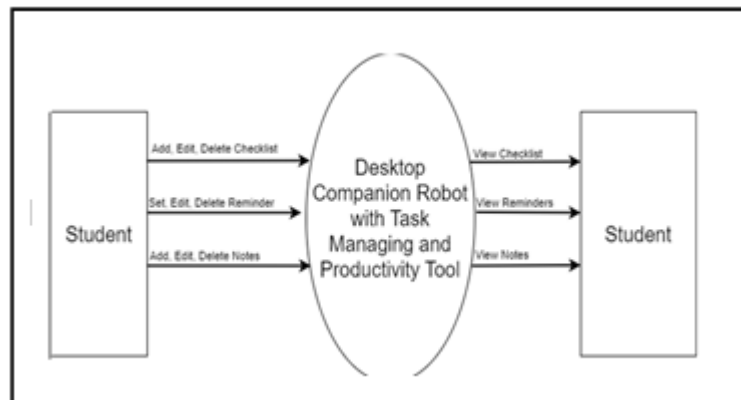 Student
Add, Edit, Delete Checklist
Set, Edit, Delete Reminder
Add, Edit, Delete Notes
Desktop
Companion Robot
with Task
Managing and
Productivity Tool
View Checklist
View Reminders
View Notes
Student